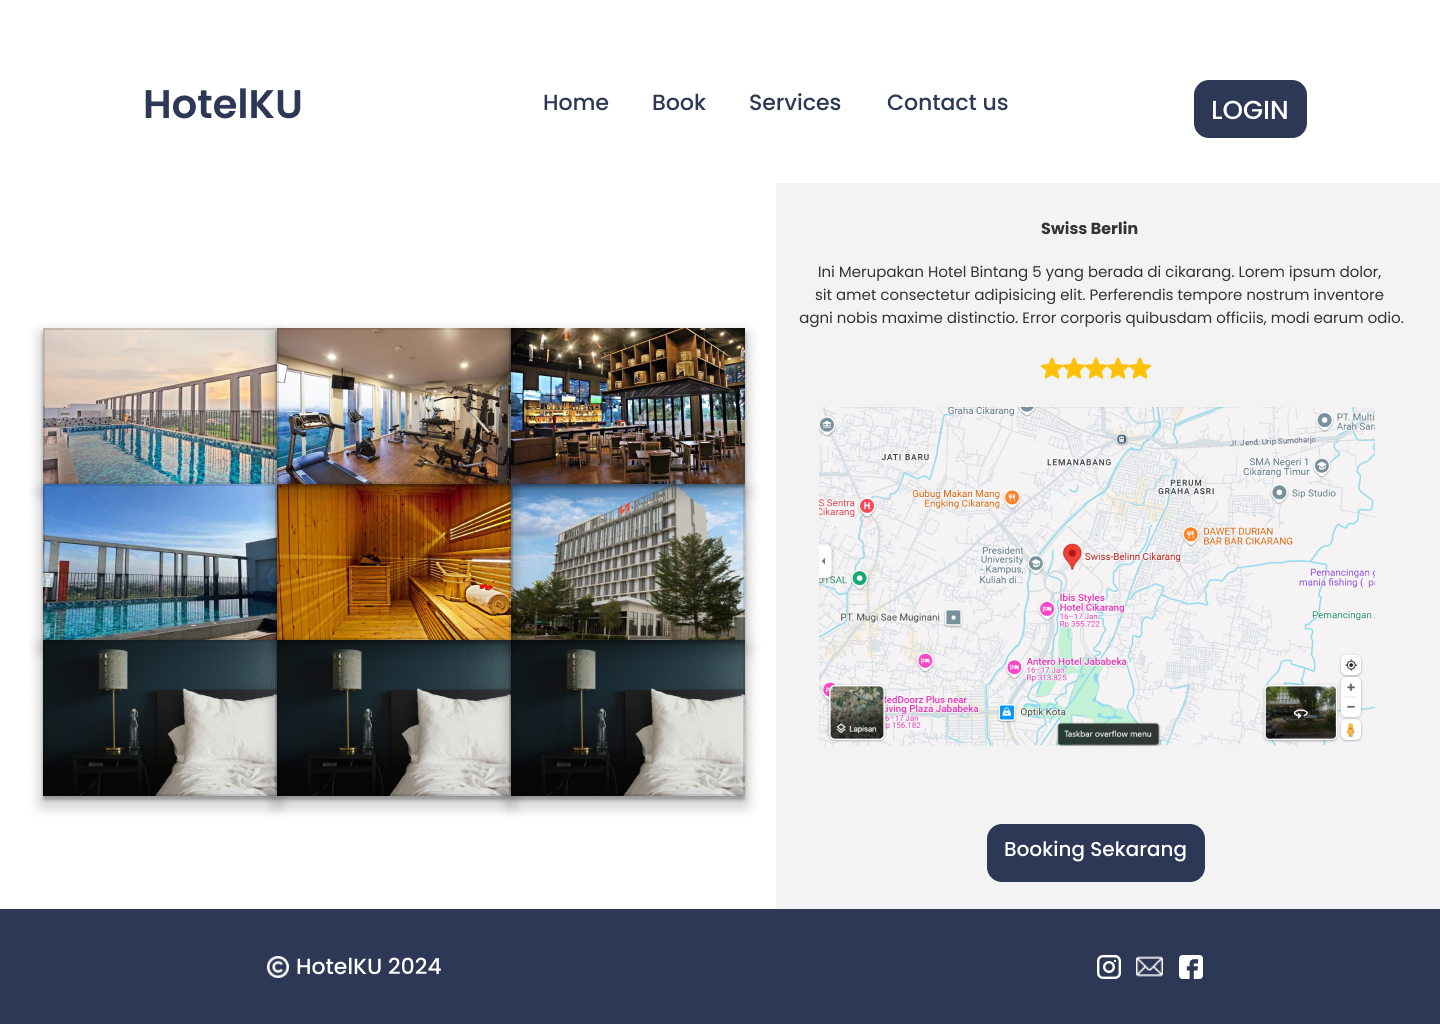 HotelKU
Home
Book
Services
Contact us
LOGIN
Swiss Berlin
Ini Merupakan Hotel Bintang 5 yang berada di cikarang. Lorem ipsum dolor,
sit amet consectetur adipisicing elit. Perferendis tempore nostrum inventore
agni nobis maxime distinctio. Error corporis quibusdam officiis, modi earum odio.
Graha Cikarang
PT. Multi
Arah Sar
JATI BARU
LEMAHABANG
Jl. Jend. Urip Sumoharjo
SMA Negeri 1
Cikarang Timur
PERUM
GRAHA ASRI
Sip Studio
Gubug Makan Mang
Engking Cikarang
S Sentra
Cikarang
DAWET DURIAN
BAR BAR CIKARANG
President
University
- Kampus,
Kuliah di...
Swiss-Belinn Cikarang
TSAL
Pemancingan
mania fishing ( pa
Ibis Styles
Hotel Cikarang
16–17 Jan
Rp 355.722
PT. Mugi Sae Muginani
Pemancingan
Antero Hotel Jababeka
16–17 Jan
Rp 313.825
RedDoorz Plus near
Living Plaza Jababeka
6–17 Jan
p 156.182
Optik Kota
Lapisan
Taskbar overflow menu
Booking Sekarang
© HotelKU 2024